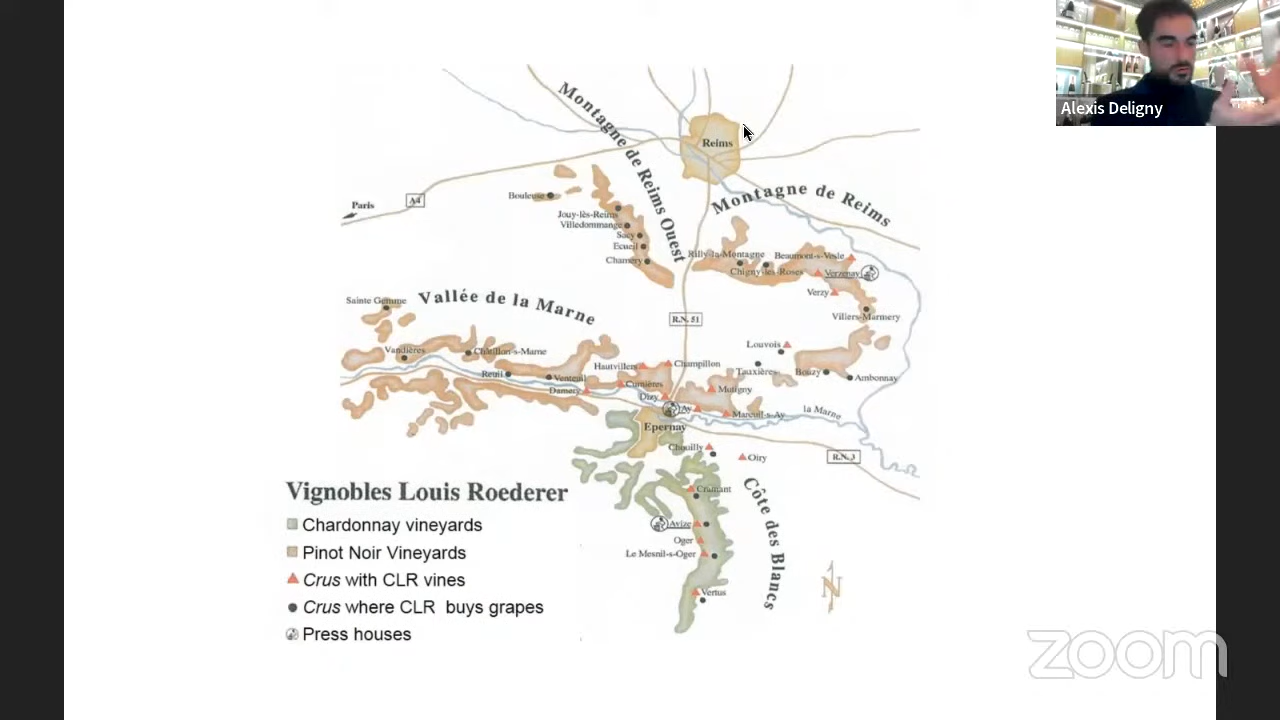 Alexis Deligny
Montagne de Reims Ouest
Reims
Montagne de Reims
Paris
A4
Bouleuse
Jouy-lès-Reims
Villedommange
Sacy
Ecueil
Chamery
Rilly-la-Montagne
Beaumont-s-Vesle
Chigny-les-Roses
Verzenay
Verzy
Villers-Marmery
Sainte Gemme
Vallée de la Marne
R.N. 51
Louvois
Vandières
Châtillon-s-Marne
Hautvillers
Champillon
Tauxières
Bouzy
Ambonnay
Reuil
Venteuil
Damery
Cumières
Mutigny
Dizy
Ay
Mareuil-s-Ay
la Marne
Epernay
Chouilly
Oiry
R.N. 3
Côte des Blancs
Cramant
Avize
Oger
Le Mesnil-s-Oger
Vertus
N
Vignobles Louis Roederer
Chardonnay vineyards
Pinot Noir Vineyards
Crus with CLR vines
Crus where CLR buys grapes
Press houses
zoom